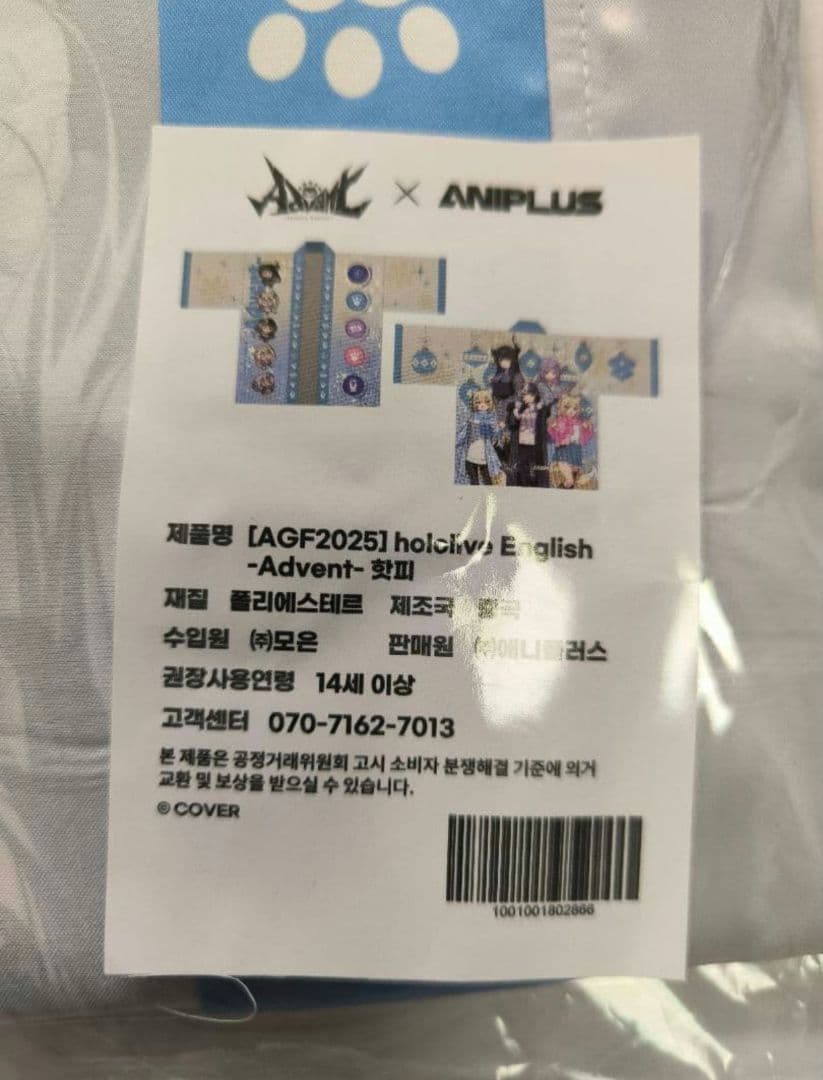 ADVENT × ANIPLUS
제품명 [AGF2025] hololive English
-Advent- 핫피
재질 폴리에스테르 제조국 중국
수입원 ㈜모은 판매원 ㈜애니플러스
권장사용연령 14세 이상
고객센터 070-7162-7013
본 제품은 공정거래위원회 고시 소비자 분쟁해결 기준에 의거
교환 및 보상을 받으실 수 있습니다.
© COVER
1001001802866